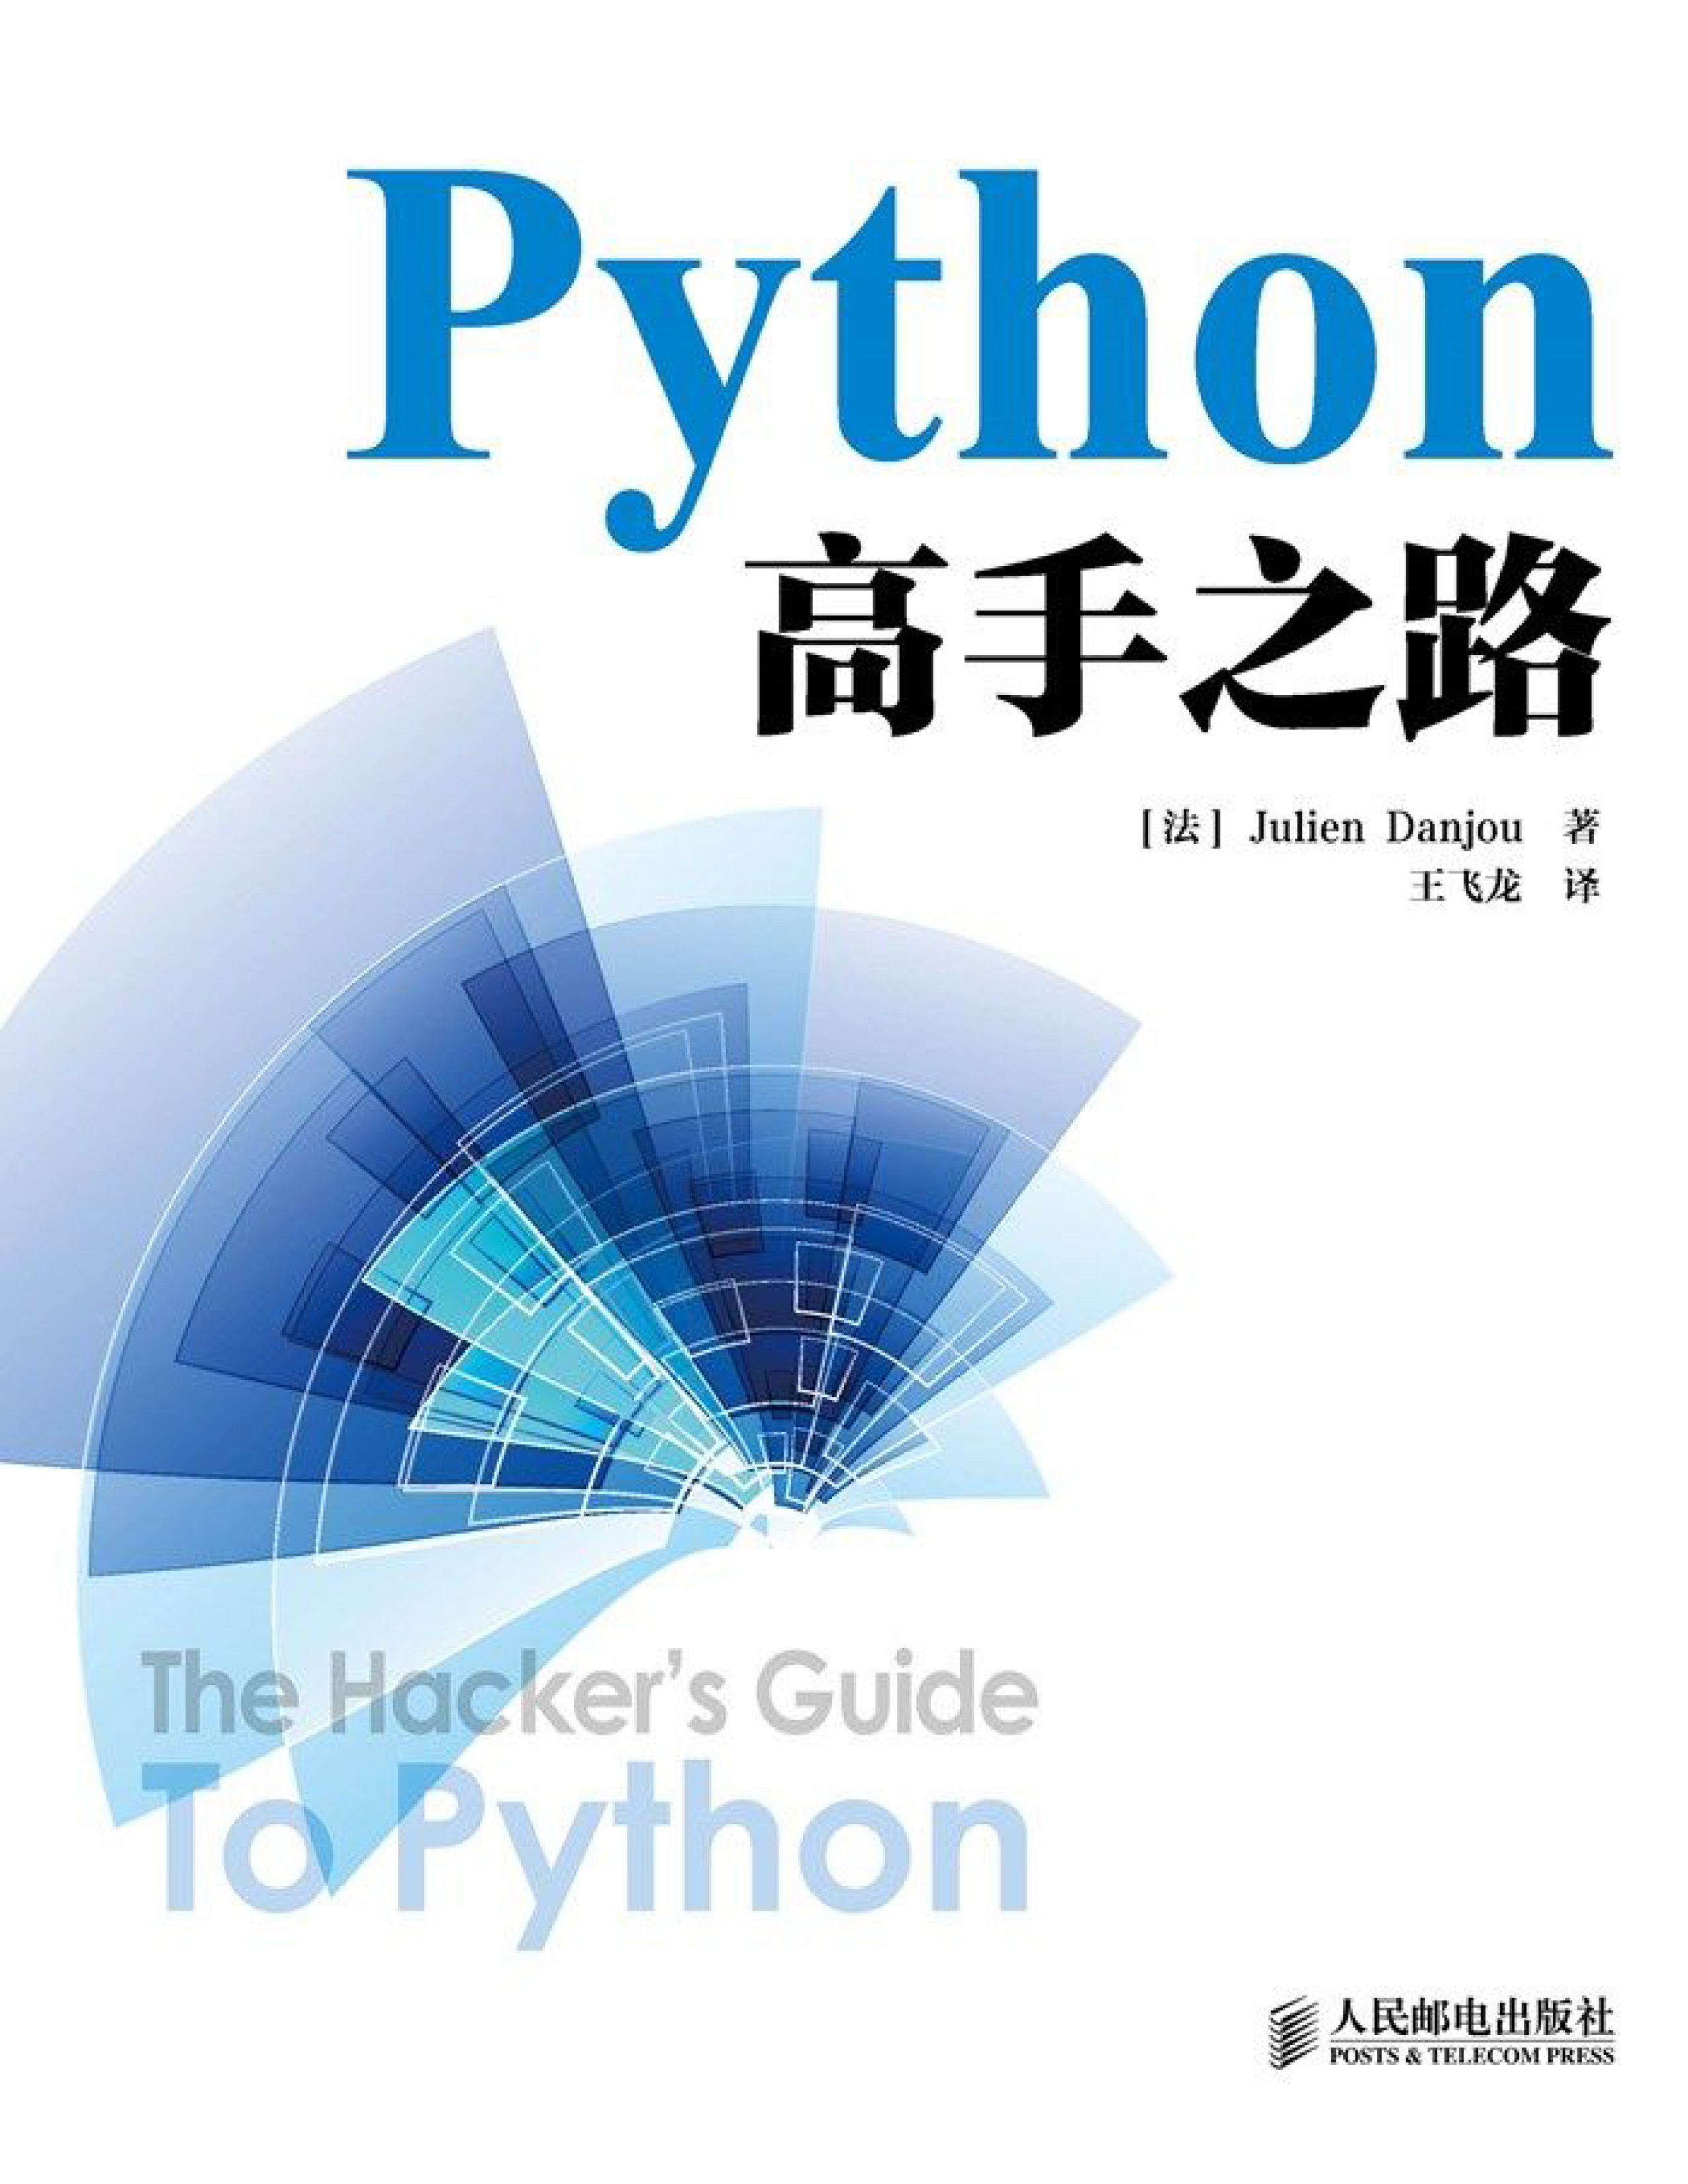 Python
高手之路
[法] Julien Danjou 著
王飞龙 译
The Hacker's Guide
To Python
人民邮电出版社
POSTS & TELECOM PRESS